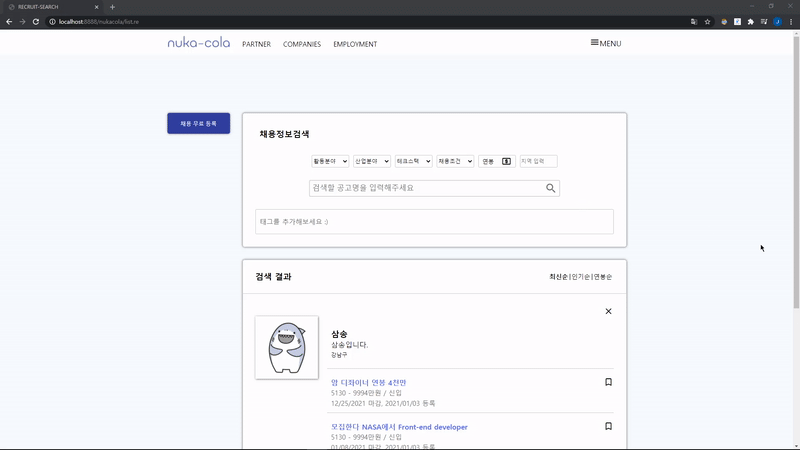 RECRUIT-SEARCH
localhost:8888/nukacola/list.re
nuka-cola PARTNER COMPANIES EMPLOYMENT MENU
채용 무료 등록
채용정보검색
활동분야 산업분야 테크스택 채용조건 연봉 지역 입력
검색할 공고명을 입력해주세요
태그를 추가해보세요 :)
검색 결과
최신순|인기순|연봉순
삼송
삼송입니다.
강남구
망 디좌이너 연봉 4천만
5130 - 9994만원 / 신입
12/25/2021 마감, 2021/01/03 등록
모집한다 NASA에서 Front-end developer
5130 - 9994만원 / 신입
01/08/2021 마감, 2021/01/03 등록